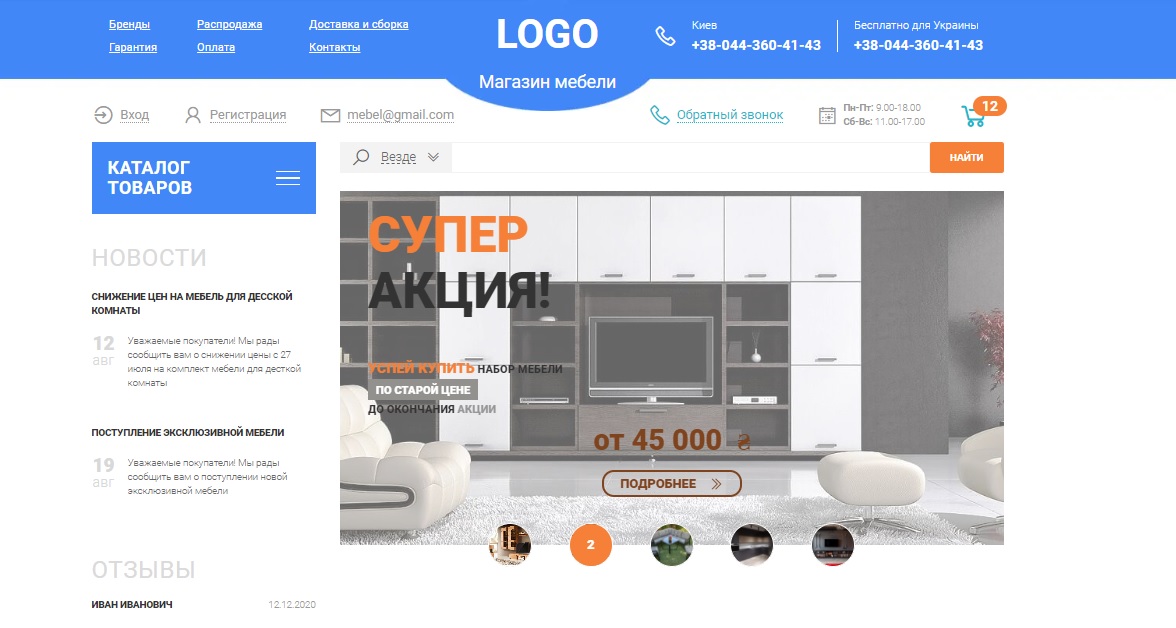 Бренды Распродажа Доставка и сборка
Гарантия Оплата Контакты
LOGO
Магазин мебели
Киев
+38-044-360-41-43
Бесплатно для Украины
+38-044-360-41-43
Вход
Регистрация
mebel@gmail.com
Обратный звонок
Пн-Пт: 9.00-18.00
Сб-Вс: 11.00-17.00
12
КАТАЛОГ
ТОВАРОВ
Везде
НАЙТИ
НОВОСТИ
СНИЖЕНИЕ ЦЕН НА МЕБЕЛЬ ДЛЯ ДЕССКОЙ
КОМНАТЫ
12
авг
Уважаемые покупатели! Мы рады
сообщить вам о снижении цены с 27
июля на комплект мебели для десткой
комнаты
ПОСТУПЛЕНИЕ ЭКСКЛЮЗИВНОЙ МЕБЕЛИ
19
авг
Уважаемые покупатели! Мы рады
сообщить вам о поступлении новой
эксклюзивной мебели
ОТЗЫВЫ
ИВАН ИВАНОВИЧ 12.12.2020
СУПЕР
АКЦИЯ!
УСПЕЙ КУПИТЬ НАБОР МЕБЕЛИ
ПО СТАРОЙ ЦЕНЕ
ДО ОКОНЧАНИЯ АКЦИИ
от 45 000 ₴
ПОДРОБНЕЕ
2